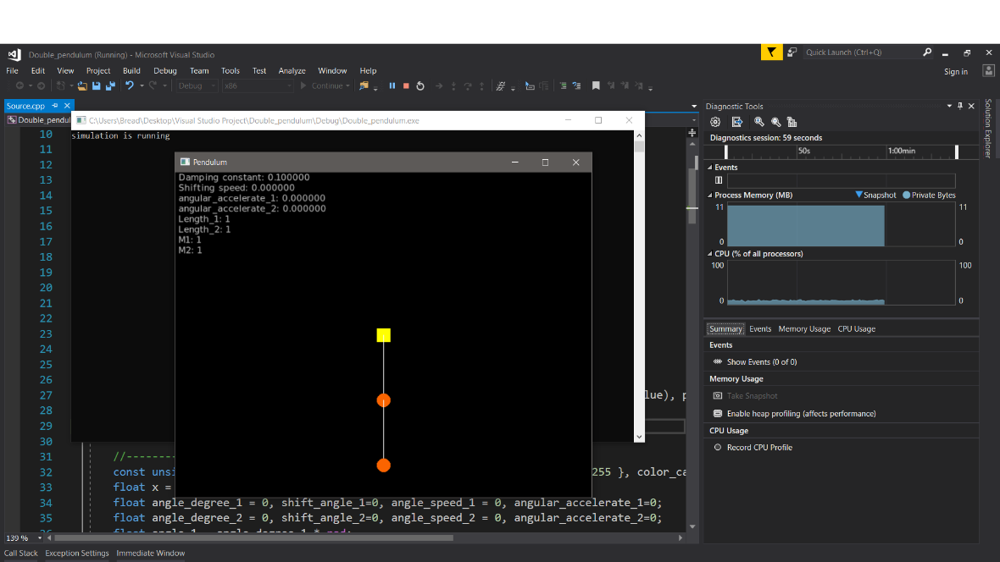 Double_pendulum (Running) - Microsoft Visual Studio
Quick Launch (Ctrl+Q)
File Edit View Project Build Debug Team Tools Test Analyze Window Help
Sign in
Debug x86 Continue
Source.cpp
Double_pendul
C:\Users\Bread\Desktop\Visual Studio Project\Double_pendulum\Debug\Double_pendulum.exe
simulation is running
Pendulum
Damping constant: 0.100000
Shifting speed: 0.000000
angular_accelerate_1: 0.000000
angular_accelerate_2: 0.000000
Length_1: 1
Length_2: 1
M1: 1
M2: 1
10
11
12
13
14
15
16
17
18
19
20
21
22
23
24
25
26
27 lue), p
28
29
30
31 //--------
32 const unsi 255 }, color_ca
33 float x =
34 float angle_degree_1 = 0, shift_angle_1=0, angle_speed_1 = 0, angular_accelerate_1=0;
35 float angle_degree_2 = 0, shift_angle_2=0, angle_speed_2 = 0, angular_accelerate_2=0;
139 %
Call Stack Exception Settings Immediate Window
Diagnostic Tools
Diagnostics session: 59 seconds
50s 1:00min
Events
Process Memory (MB) Snapshot Private Bytes
11 11
0 0
CPU (% of all processors)
100 100
0 0
Summary Events Memory Usage CPU Usage
Events
Show Events (0 of 0)
Memory Usage
Take Snapshot
Enable heap profiling (affects performance)
CPU Usage
Record CPU Profile
Solution Explorer